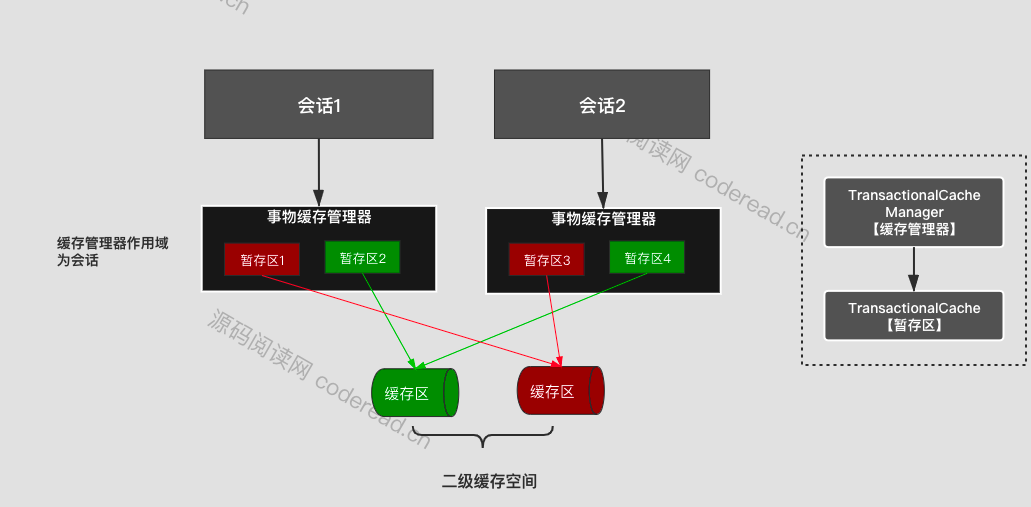 cn
会话1
会话2
源码阅读网 coderead.cn
事物缓存管理器
暂存区1
暂存区2
事物缓存管理器
暂存区3
暂存区4
缓存管理器作用域
为会话
TransactionalCache
Manager
【缓存管理器】
TransactionalCache
【暂存区】
阅读网 coderead.cn
缓存区
缓存区
二级缓存空间